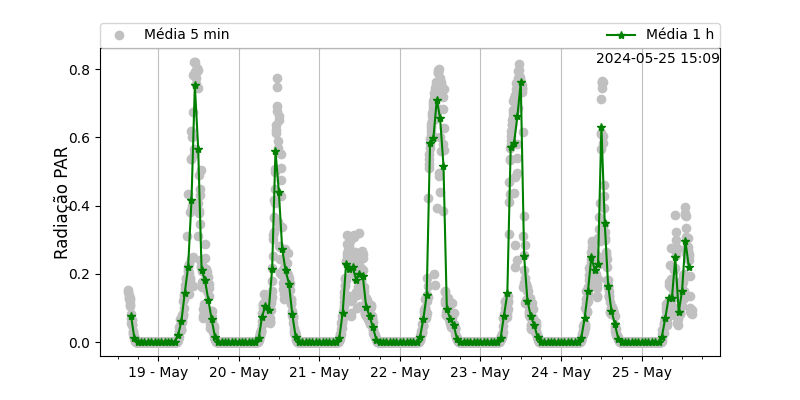 Média 5 min
Média 1 h
2024-05-25 15:09
Radiação PAR
0.8
0.6
0.4
0.2
0.0
19 - May
20 - May
21 - May
22 - May
23 - May
24 - May
25 - May